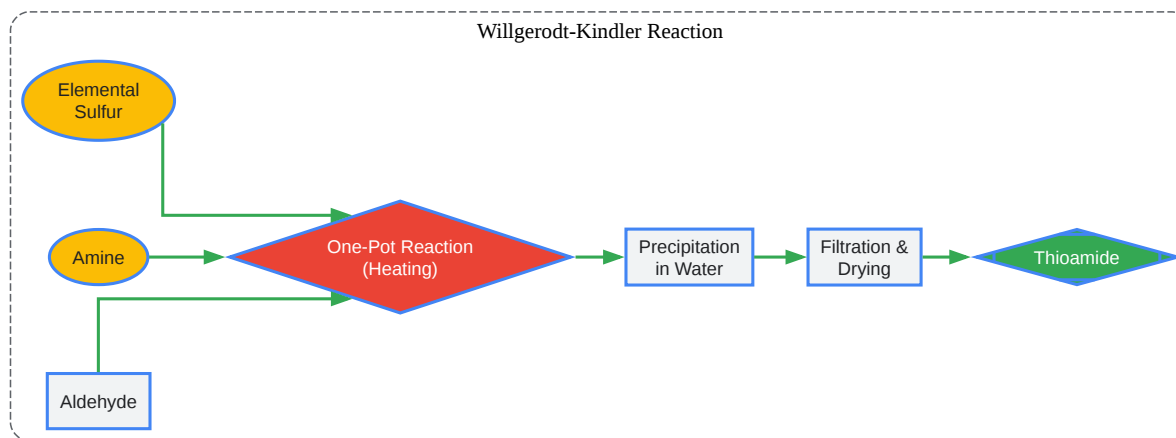 Willgerodt-Kindler Reaction
Elemental
Sulfur
Amine
Aldehyde
One-Pot Reaction
(Heating)
Precipitation
in Water
Filtration &
Drying
Thioamide